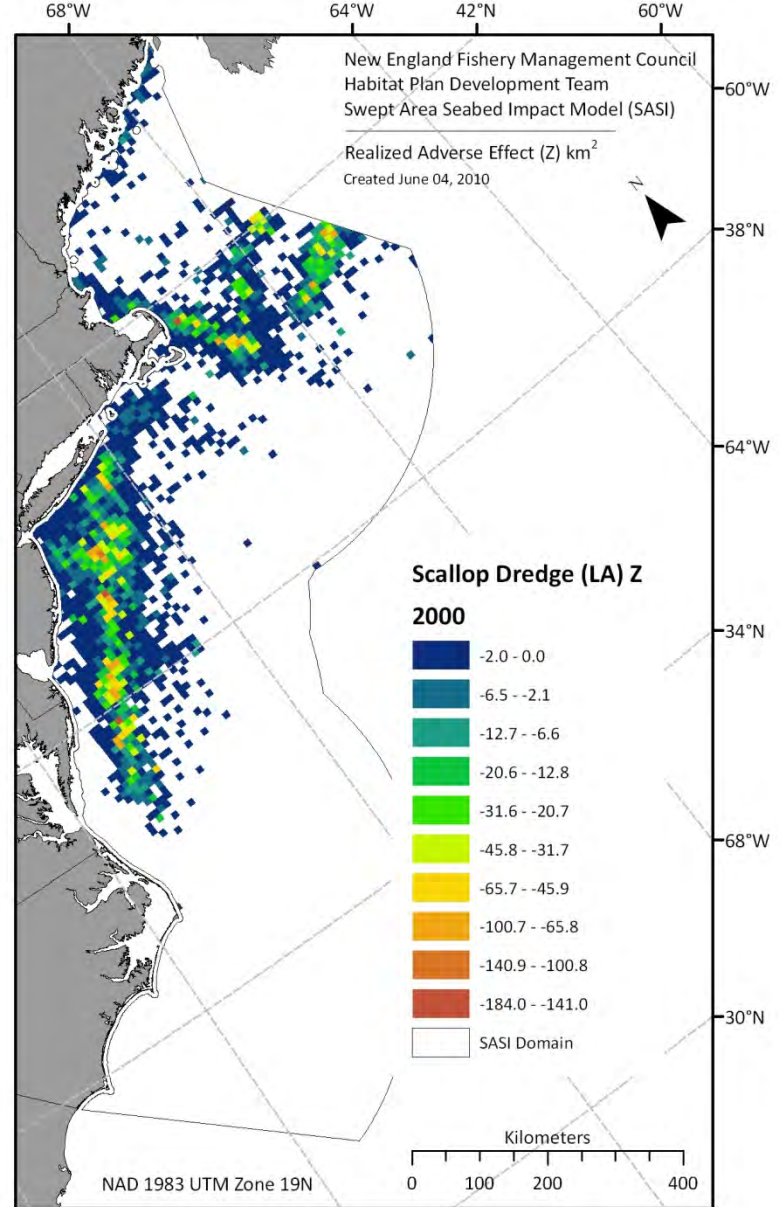 68°W 64°W 42°N 60°W
New England Fishery Management Council
Habitat Plan Development Team
Swept Area Seabed Impact Model (SASI)
Realized Adverse Effect (Z) km²
Created June 04, 2010
N
60°W
38°N
64°W
34°N
68°W
30°N
Scallop Dredge (LA) Z
2000
-2.0 - 0.0
-6.5 - -2.1
-12.7 - -6.6
-20.6 - -12.8
-31.6 - -20.7
-45.8 - -31.7
-65.7 - -45.9
-100.7 - -65.8
-140.9 - -100.8
-184.0 - -141.0
SASI Domain
Kilometers
0 100 200 400
NAD 1983 UTM Zone 19N